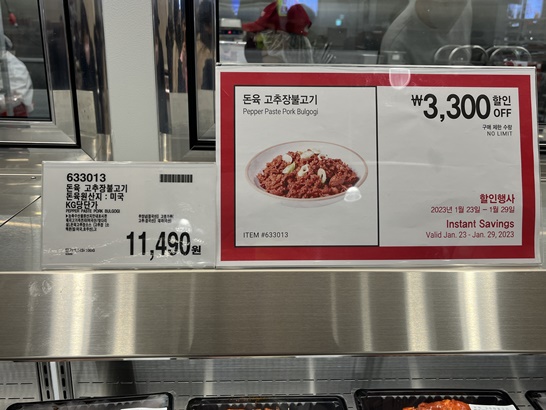 633013
돈육 고추장불고기
돈육원산지 : 미국
KG당단가
PEPPER PASTE PORK BULGOGI
11,490원
돈육 고추장불고기
Pepper Paste Pork Bulgogi
ITEM #633013
₩3,300 할인
OFF
구매 제한 수량
NO LIMIT
할인행사
2023년 1월 23일 – 1월 29일
Instant Savings
Valid Jan. 23 - Jan. 29, 2023